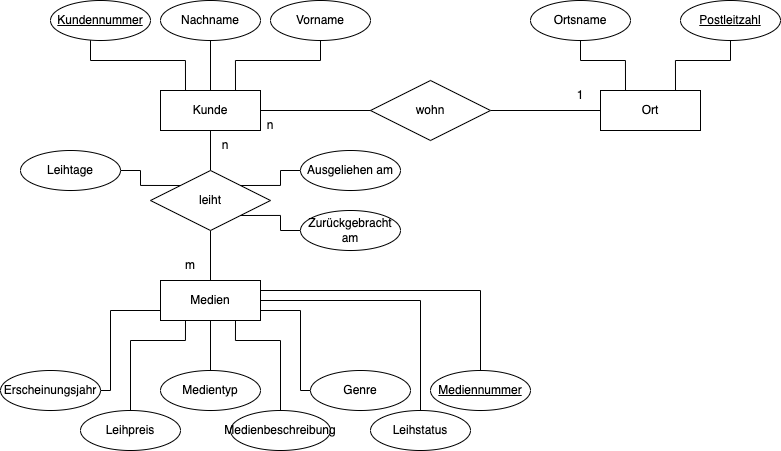 Kundennummer
Nachname
Vorname
Ortsname
Postleitzahl
Kunde
wohn
1
Ort
n
n
Leihtage
leiht
Ausgeliehen am
Zurückgebracht
am
m
Medien
Erscheinungsjahr
Medientyp
Genre
Mediennummer
Leihpreis
Medienbeschreibung
Leihstatus